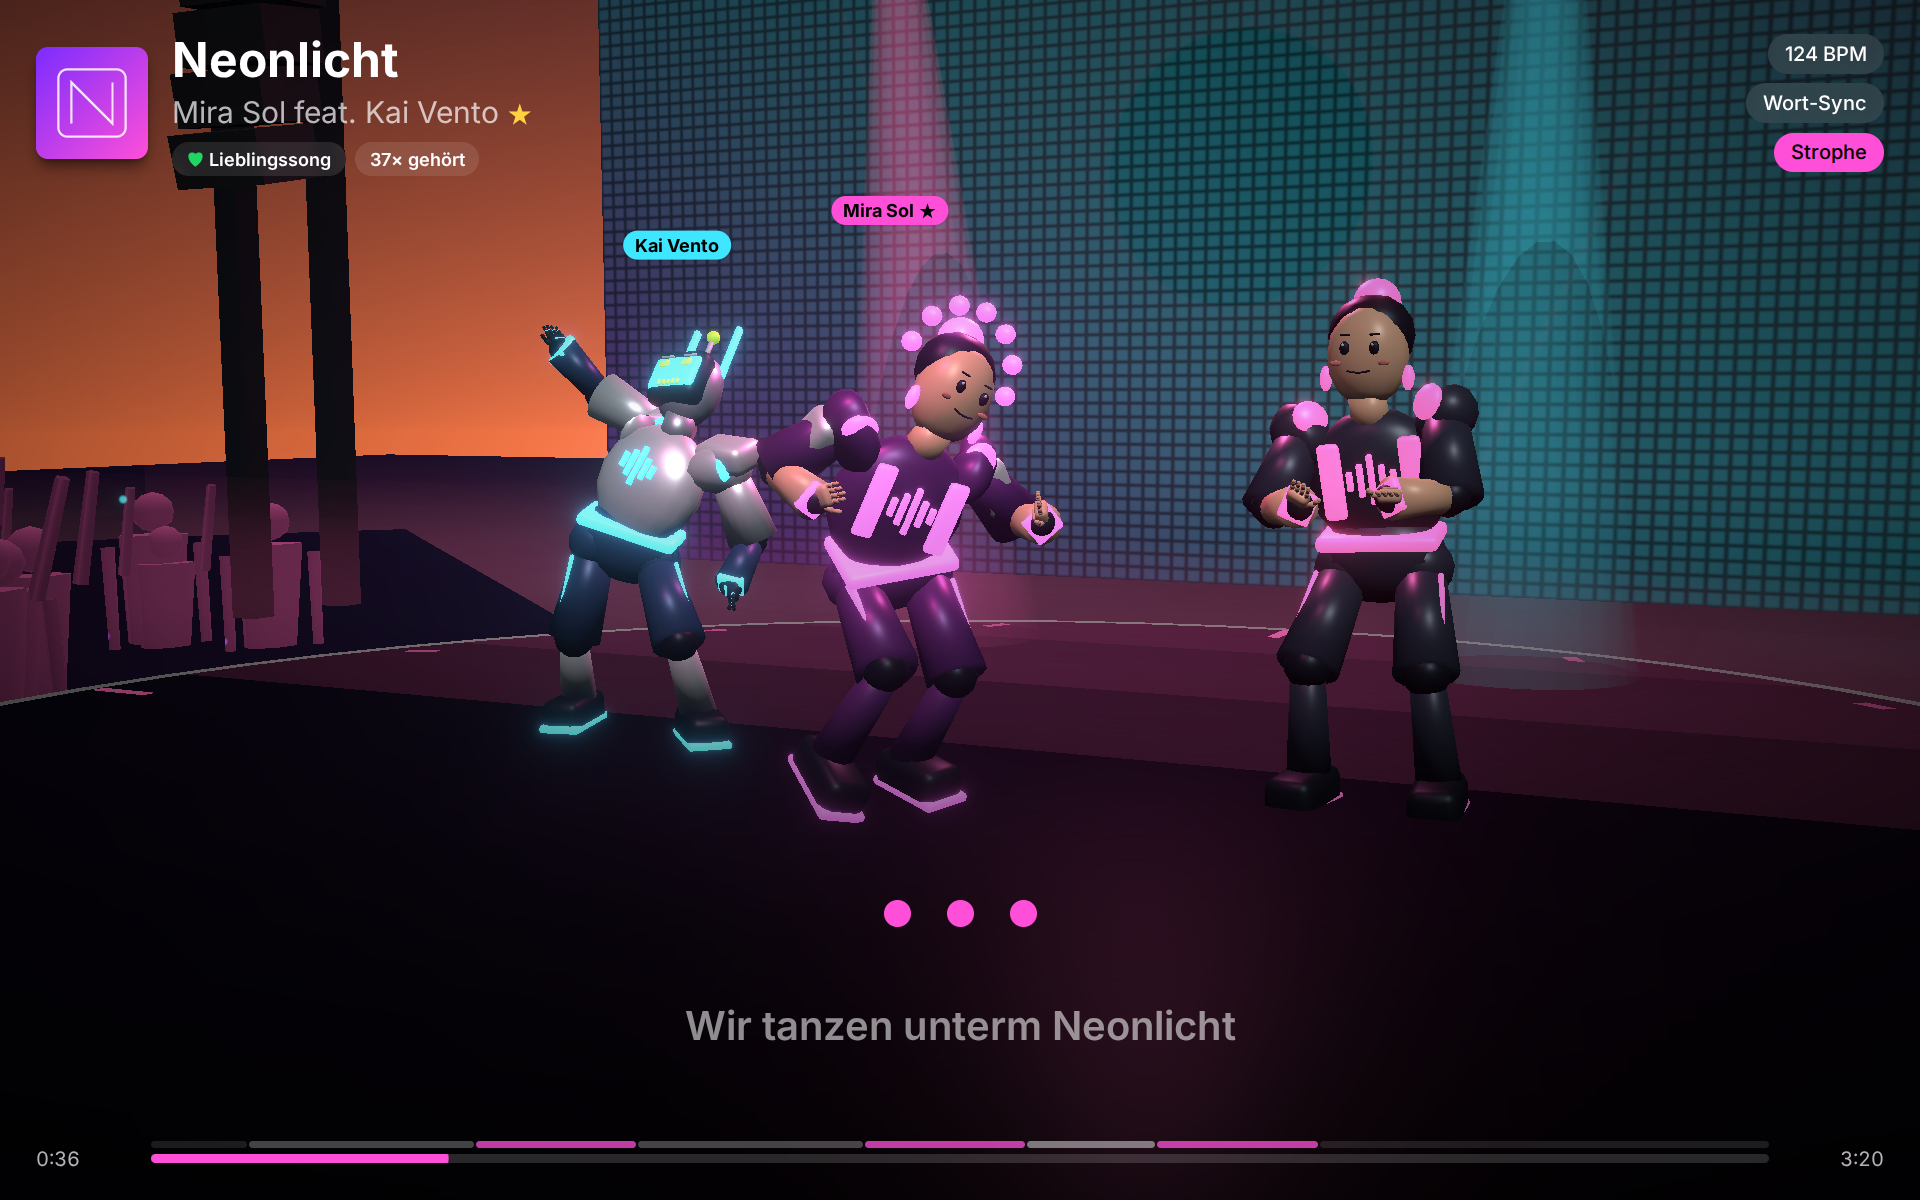 N
Neonlicht
Mira Sol feat. Kai Vento ★
Lieblingssong
37× gehört
124 BPM
Wort-Sync
Strophe
Mira Sol ★
Kai Vento
Wir tanzen unterm Neonlicht
0:36
3:20